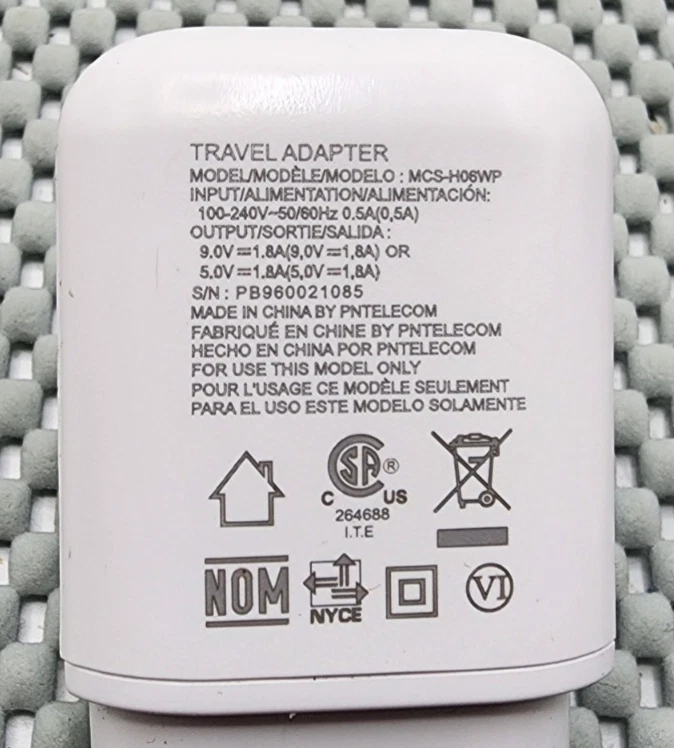 TRAVEL ADAPTER
MODEL/MODÈLE/MODELO : MCS-H06WP
INPUT/ALIMENTATION/ALIMENTACIÓN:
100-240V~50/60Hz 0.5A(0,5A)
OUTPUT/SORTIE/SALIDA :
9.0V⎓1.8A(9,0V⎓1,8A) OR
5.0V⎓1.8A(5,0V⎓1,8A)
S/N : PB960021085
MADE IN CHINA BY PNTELECOM
FABRIQUÉ EN CHINE BY PNTELECOM
HECHO EN CHINA POR PNTELECOM
FOR USE THIS MODEL ONLY
POUR L'USAGE CE MODÈLE SEULEMENT
PARA EL USO ESTE MODELO SOLAMENTE
SA ®
C US
264688
I.T.E
NOM NYCE VI